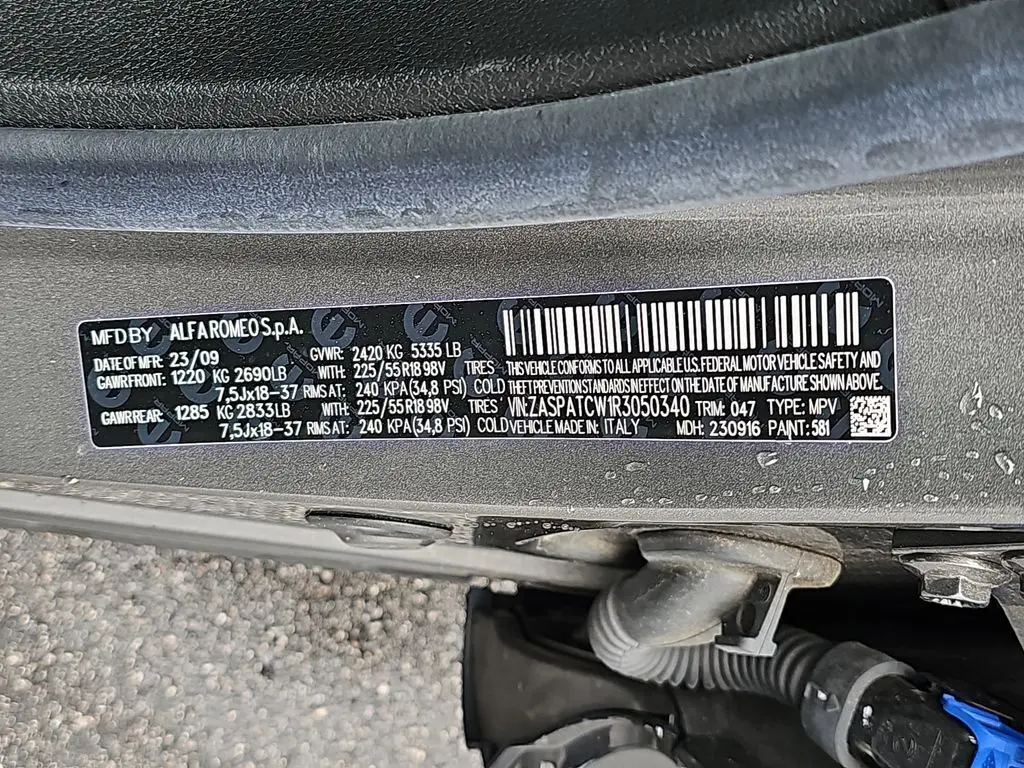 MFD BY ALFA ROMEO S.p.A.
DATE OF MFR 23/09 GVWR: 2420 KG 5335 LB
GAWR FRONT: 1220 KG 2690LB WITH: 225/55 R18 98V TIRES
7,5Jx18-37 RIMS AT: 240 KPA (34,8 PSI) COLD
GAWR REAR: 1285 KG 2833LB WITH: 225/55 R18 98V TIRES
7,5Jx18-37 RIMS AT: 240 KPA (34,8 PSI) COLD
THIS VEHICLE CONFORMS TO ALL APPLICABLE U.S. FEDERAL MOTOR VEHICLE SAFETY AND
THEFT PREVENTION STANDARDS IN EFFECT ON THE DATE OF MANUFACTURE SHOWN ABOVE.
VIN: ZASPATCW1R3050340 TRIM: 047 TYPE: MPV
VEHICLE MADE IN: ITALY MDH: 230916 PAINT: 581